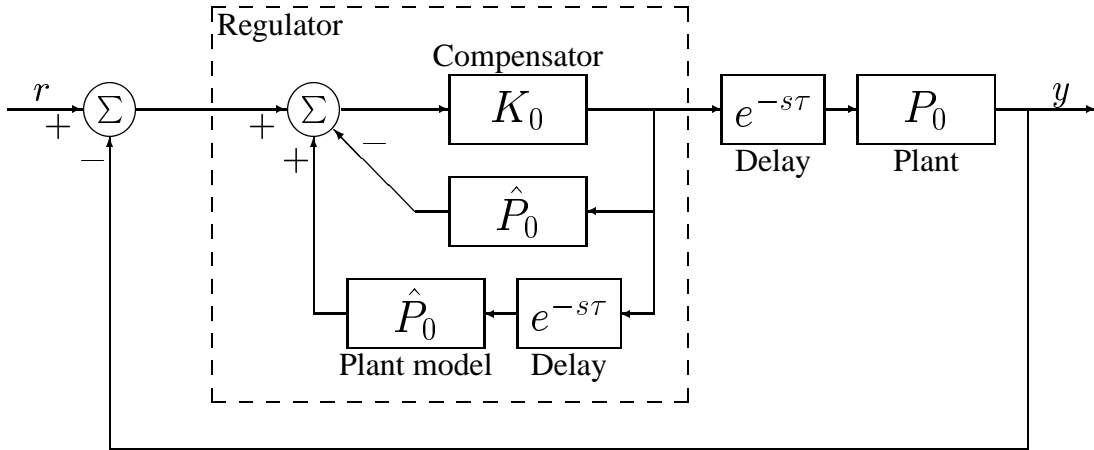 Regulator
Compensator
r
+
−
Σ
+
Σ
−
+
K₀
e^{−sτ}
P₀
y
Delay
Plant
P̂₀
P̂₀
e^{−sτ}
Plant model
Delay